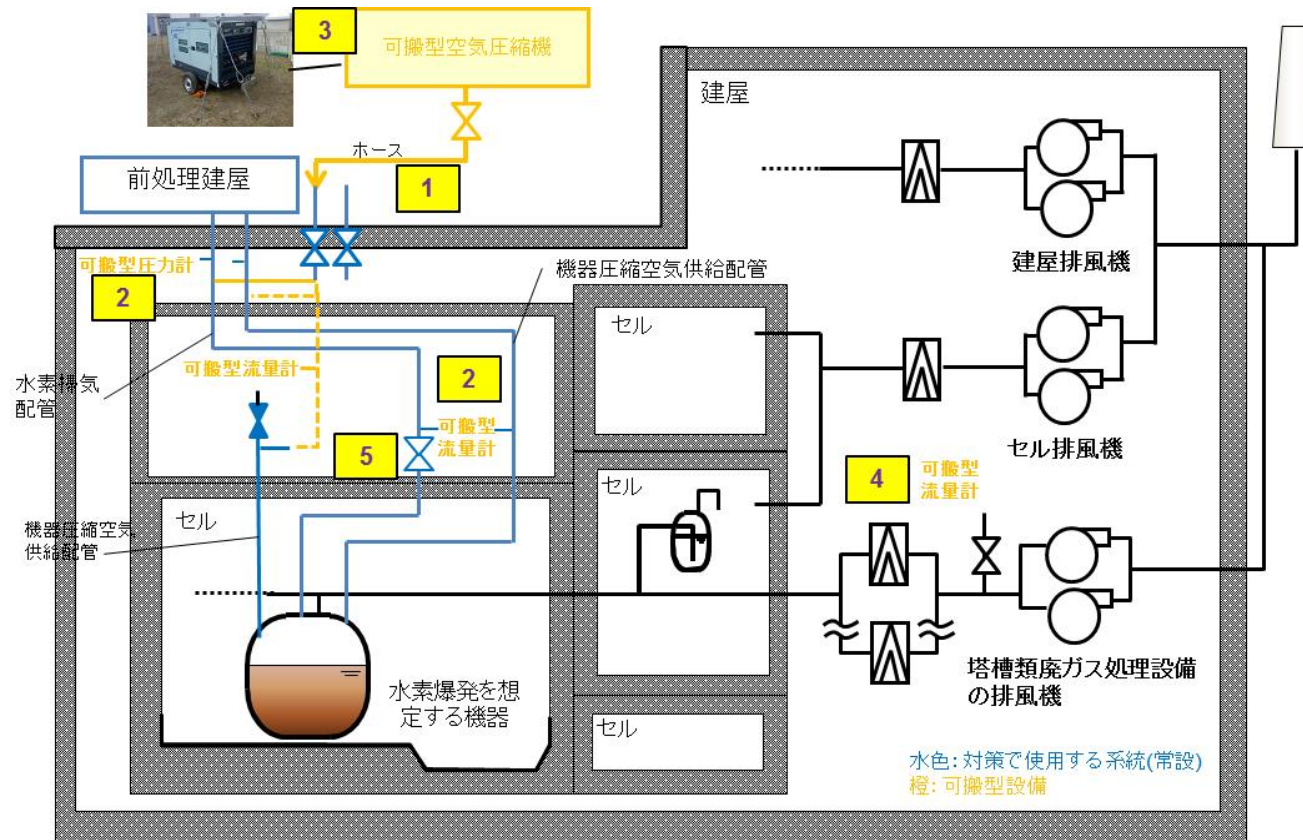 3
可搬型空気圧縮機
建屋
ホース
前処理建屋
1
可搬型圧力計
機器圧縮空気供給配管
建屋排風機
2
セル
可搬型流量計
2
水素掃気
配管
可搬型
流量計
セル排風機
5
セル
4
可搬型
流量計
セル
機器圧縮空気
供給配管
水素爆発を想
定する機器
塔槽類廃ガス処理設備
の排風機
セル
水色：対策で使用する系統(常設)
橙：可搬型設備